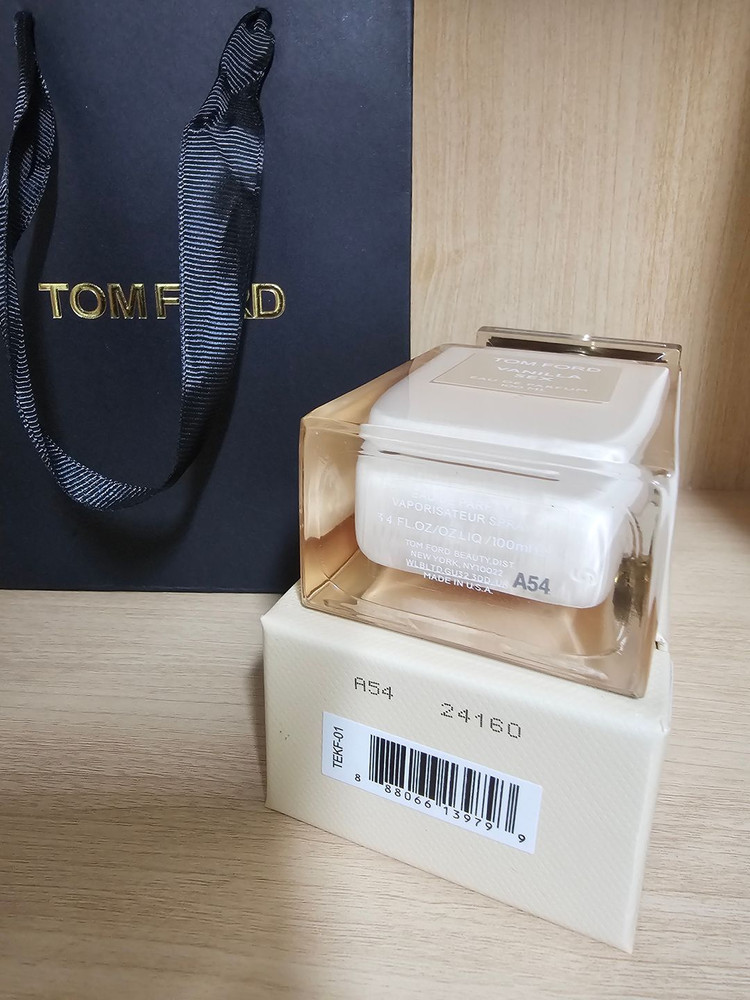 TOM FORD
TOM FORD
VANILLA
SEX
EAU DE PARFUM
VAPORISATEUR
3.4 FL.OZ/OZ LIQ/100ml
TOM FORD BEAUTY, DIST
NEW YORK, NY10022
MADE IN U.S.A.
A54
A54 24160
TEKF-01
8 88066 13979 9